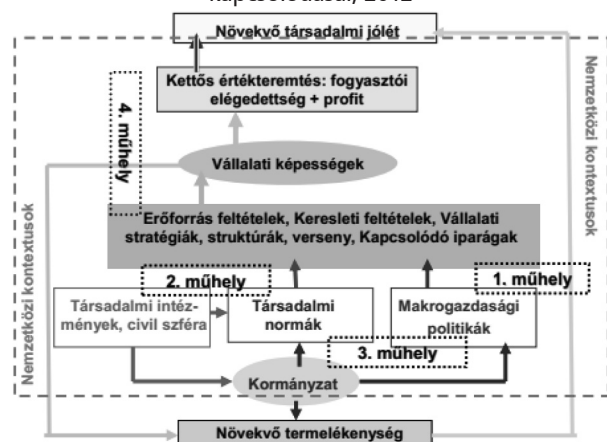 kapcsolódásai, 2012
Növekvő társadalmi jólét
Kettős értékteremtés: fogyasztói
elégedettség + profit
4. műhely
Vállalati képességek
Erőforrás feltételek, Keresleti feltételek, Vállalati
stratégiák, struktúrák, verseny, Kapcsolódó iparágak
2. műhely
1. műhely
Társadalmi intéz-
mények, civil szféra
Társadalmi
normák
Makrogazdasági
politikák
3. műhely
Kormányzat
Növekvő termelékenység
Nemzetközi kontextusok
Nemzetközi kontextusok